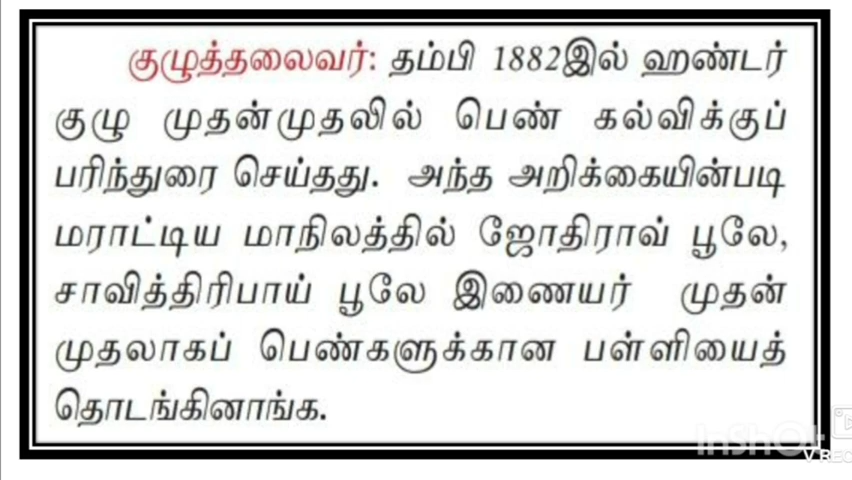 குழுத்தலைவர்: தம்பி 1882இல் ஹண்டர்
குழு முதன்முதலில் பெண் கல்விக்குப்
பரிந்துரை செய்தது. அந்த அறிக்கையின்படி
மராட்டிய மாநிலத்தில் ஜோதிராவ் பூலே,
சாவித்திரிபாய் பூலே இணையர் முதன்
முதலாகப் பெண்களுக்கான பள்ளியைத்
தொடங்கினாங்க.
InShOt